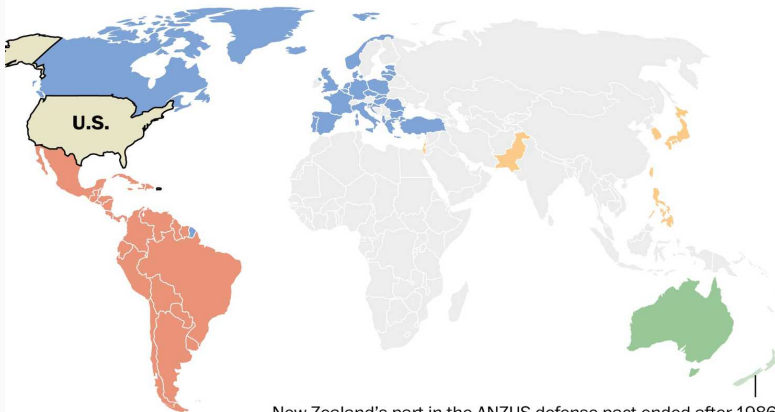 U.S.
New Zealand's part in the ANZUS defense pact ended after 1986